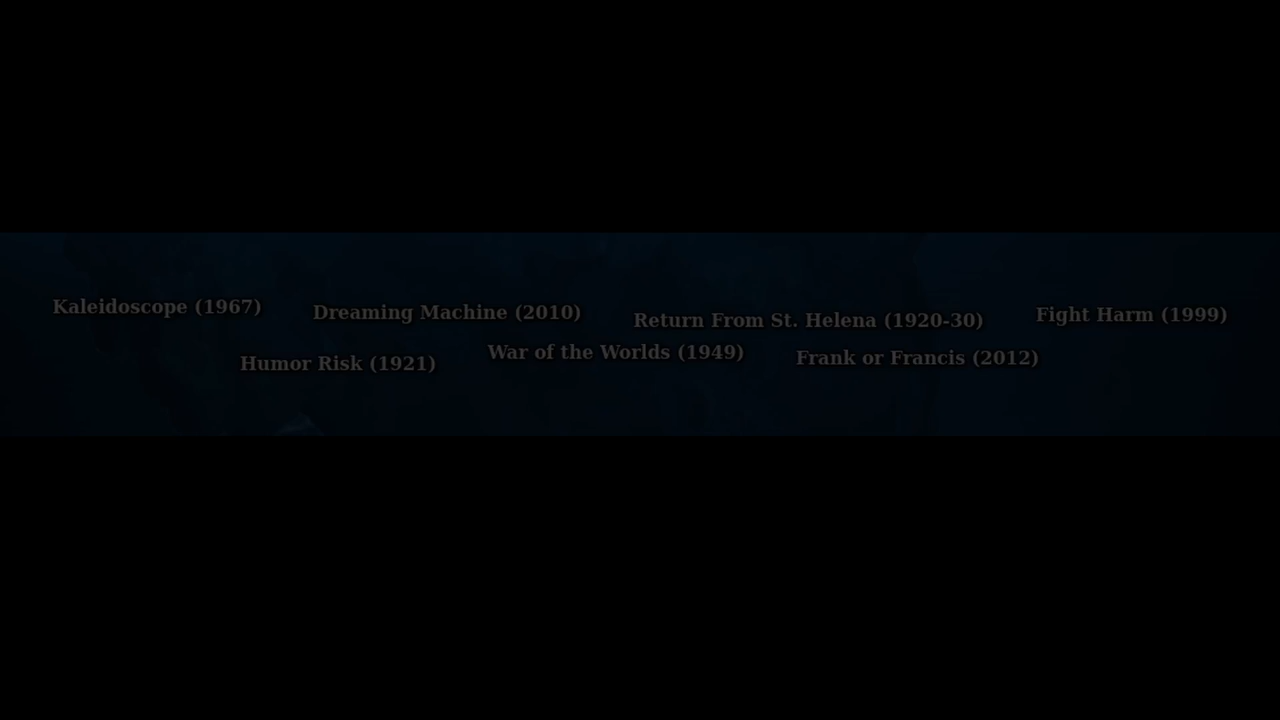 Kaleidoscope (1967)
Dreaming Machine (2010)
Return From St. Helena (1920-30)
Fight Harm (1999)
Humor Risk (1921)
War of the Worlds (1949)
Frank or Francis (2012)